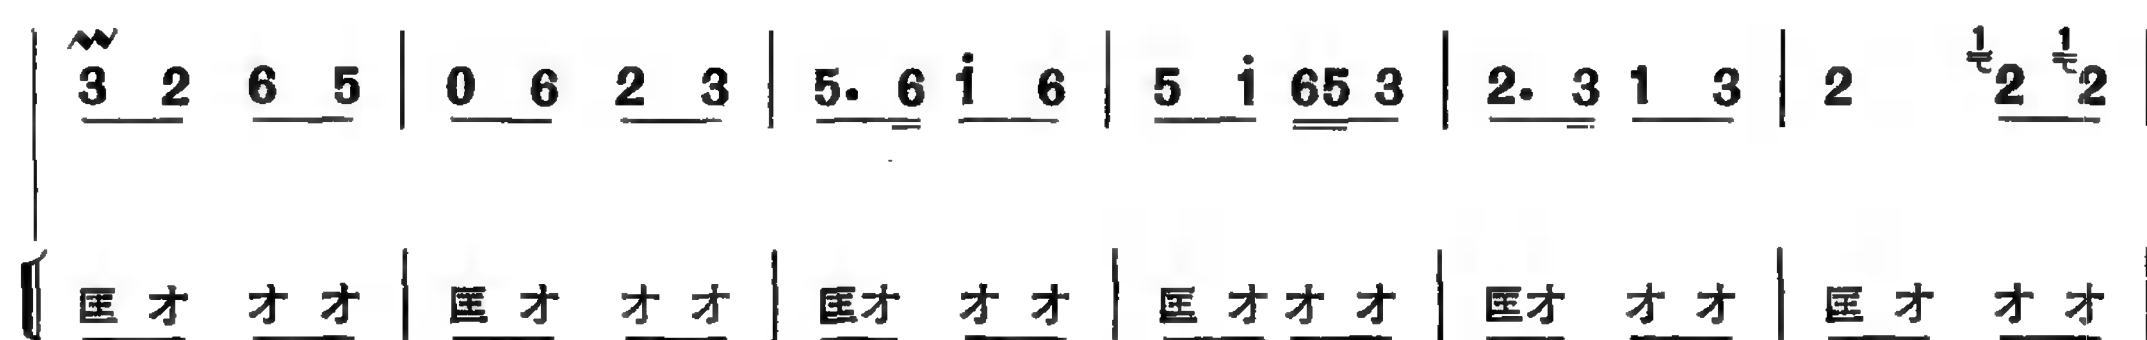 3 2 6 5 | 0 6 2 3 | 5. 6 i 6 | 5 i 65 3 | 2. 3 1 3 | 2 1 2 1 2
匡 才 才 才 | 匡 才 才 才 | 匡才 才 才 | 匡 才 才 才 | 匡才 才 才 | 匡 才 才 才